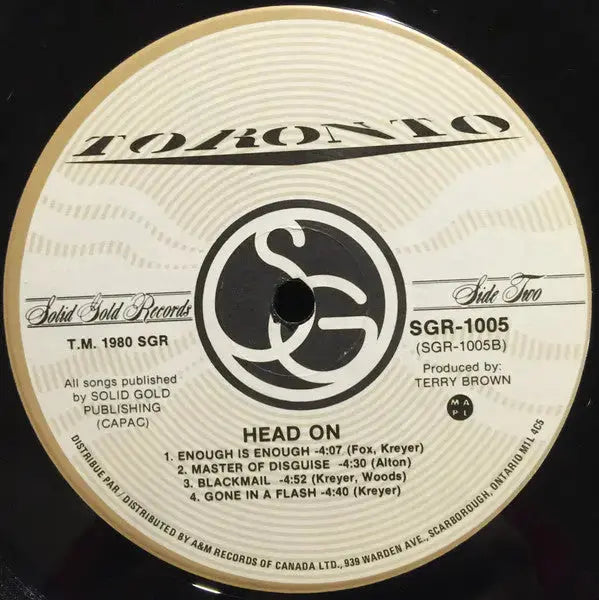 TORONTO
Solid Gold Records
T.M. 1980 SGR
All songs published
by SOLID GOLD
PUBLISHING
(CAPAC)
SG
Side Two
SGR-1005
(SGR-1005B)
Produced by:
TERRY BROWN
MA
PL
HEAD ON
1. ENOUGH IS ENOUGH -4:07 (Fox, Kreyer)
2. MASTER OF DISGUISE -4:30 (Alton)
3. BLACKMAIL -4:52 (Kreyer, Woods)
4. GONE IN A FLASH -4:40 (Kreyer)
DISTRIBUE PAR/DISTRIBUTED BY A&M RECORDS OF CANADA LTD., 939 WARDEN AVE., SCARBOROUGH, ONTARIO M1L 4C5